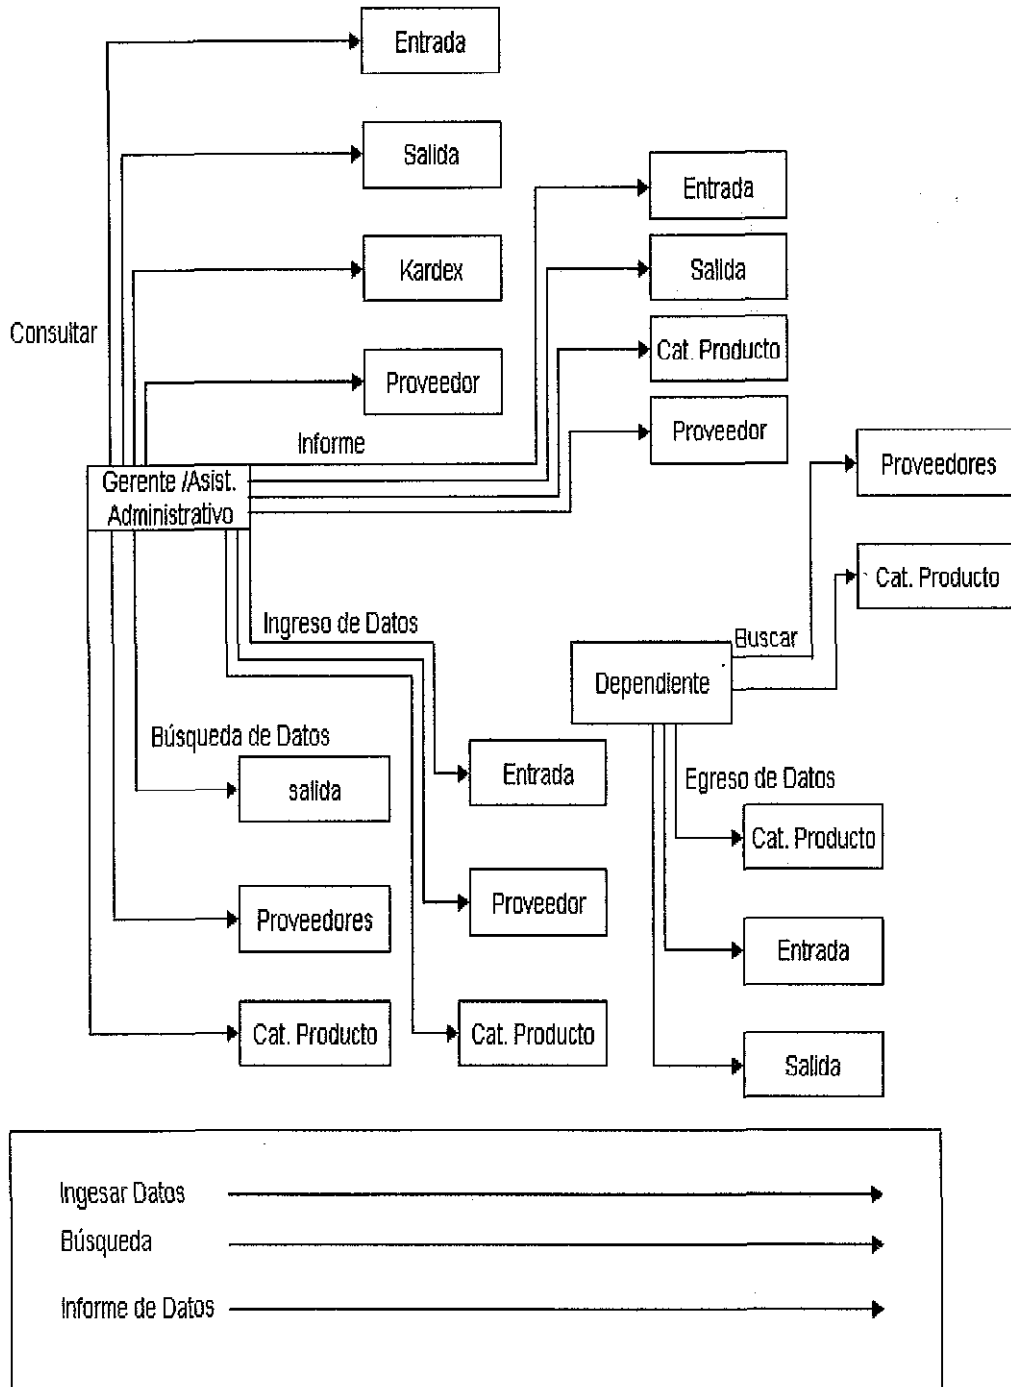 Entrada
Salida
Kardex
Proveedor
Consultar
Entrada
Salida
Cat. Producto
Proveedor
Informe
Gerente /Asist.
Administrativo
Proveedores
Cat. Producto
Buscar
Dependiente
Ingreso de Datos
Búsqueda de Datos
salida
Proveedores
Cat. Producto
Entrada
Proveedor
Cat. Producto
Egreso de Datos
Cat. Producto
Entrada
Salida
Ingesar Datos
Búsqueda
Informe de Datos